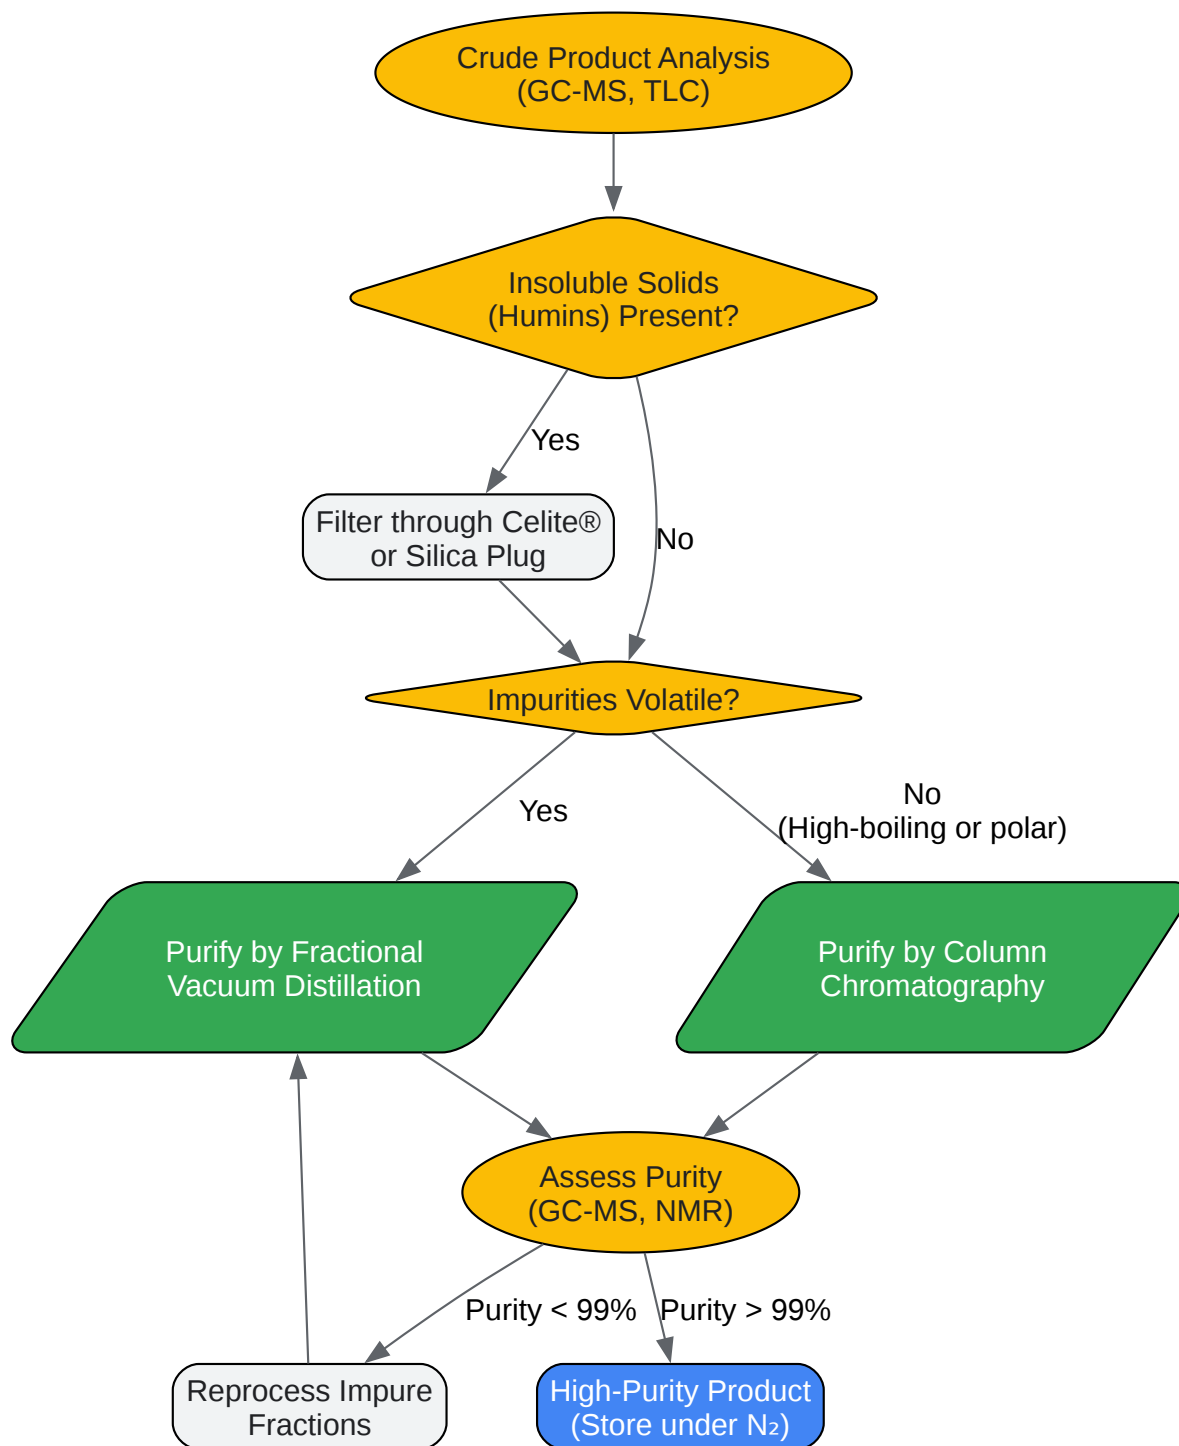 Crude Product Analysis
(GC-MS, TLC)
Insoluble Solids
(Humins) Present?
Yes
Filter through Celite®
or Silica Plug
No
Impurities Volatile?
Yes
No
(High-boiling or polar)
Purify by Fractional
Vacuum Distillation
Purify by Column
Chromatography
Assess Purity
(GC-MS, NMR)
Purity < 99%
Purity > 99%
Reprocess Impure
Fractions
High-Purity Product
(Store under N₂)